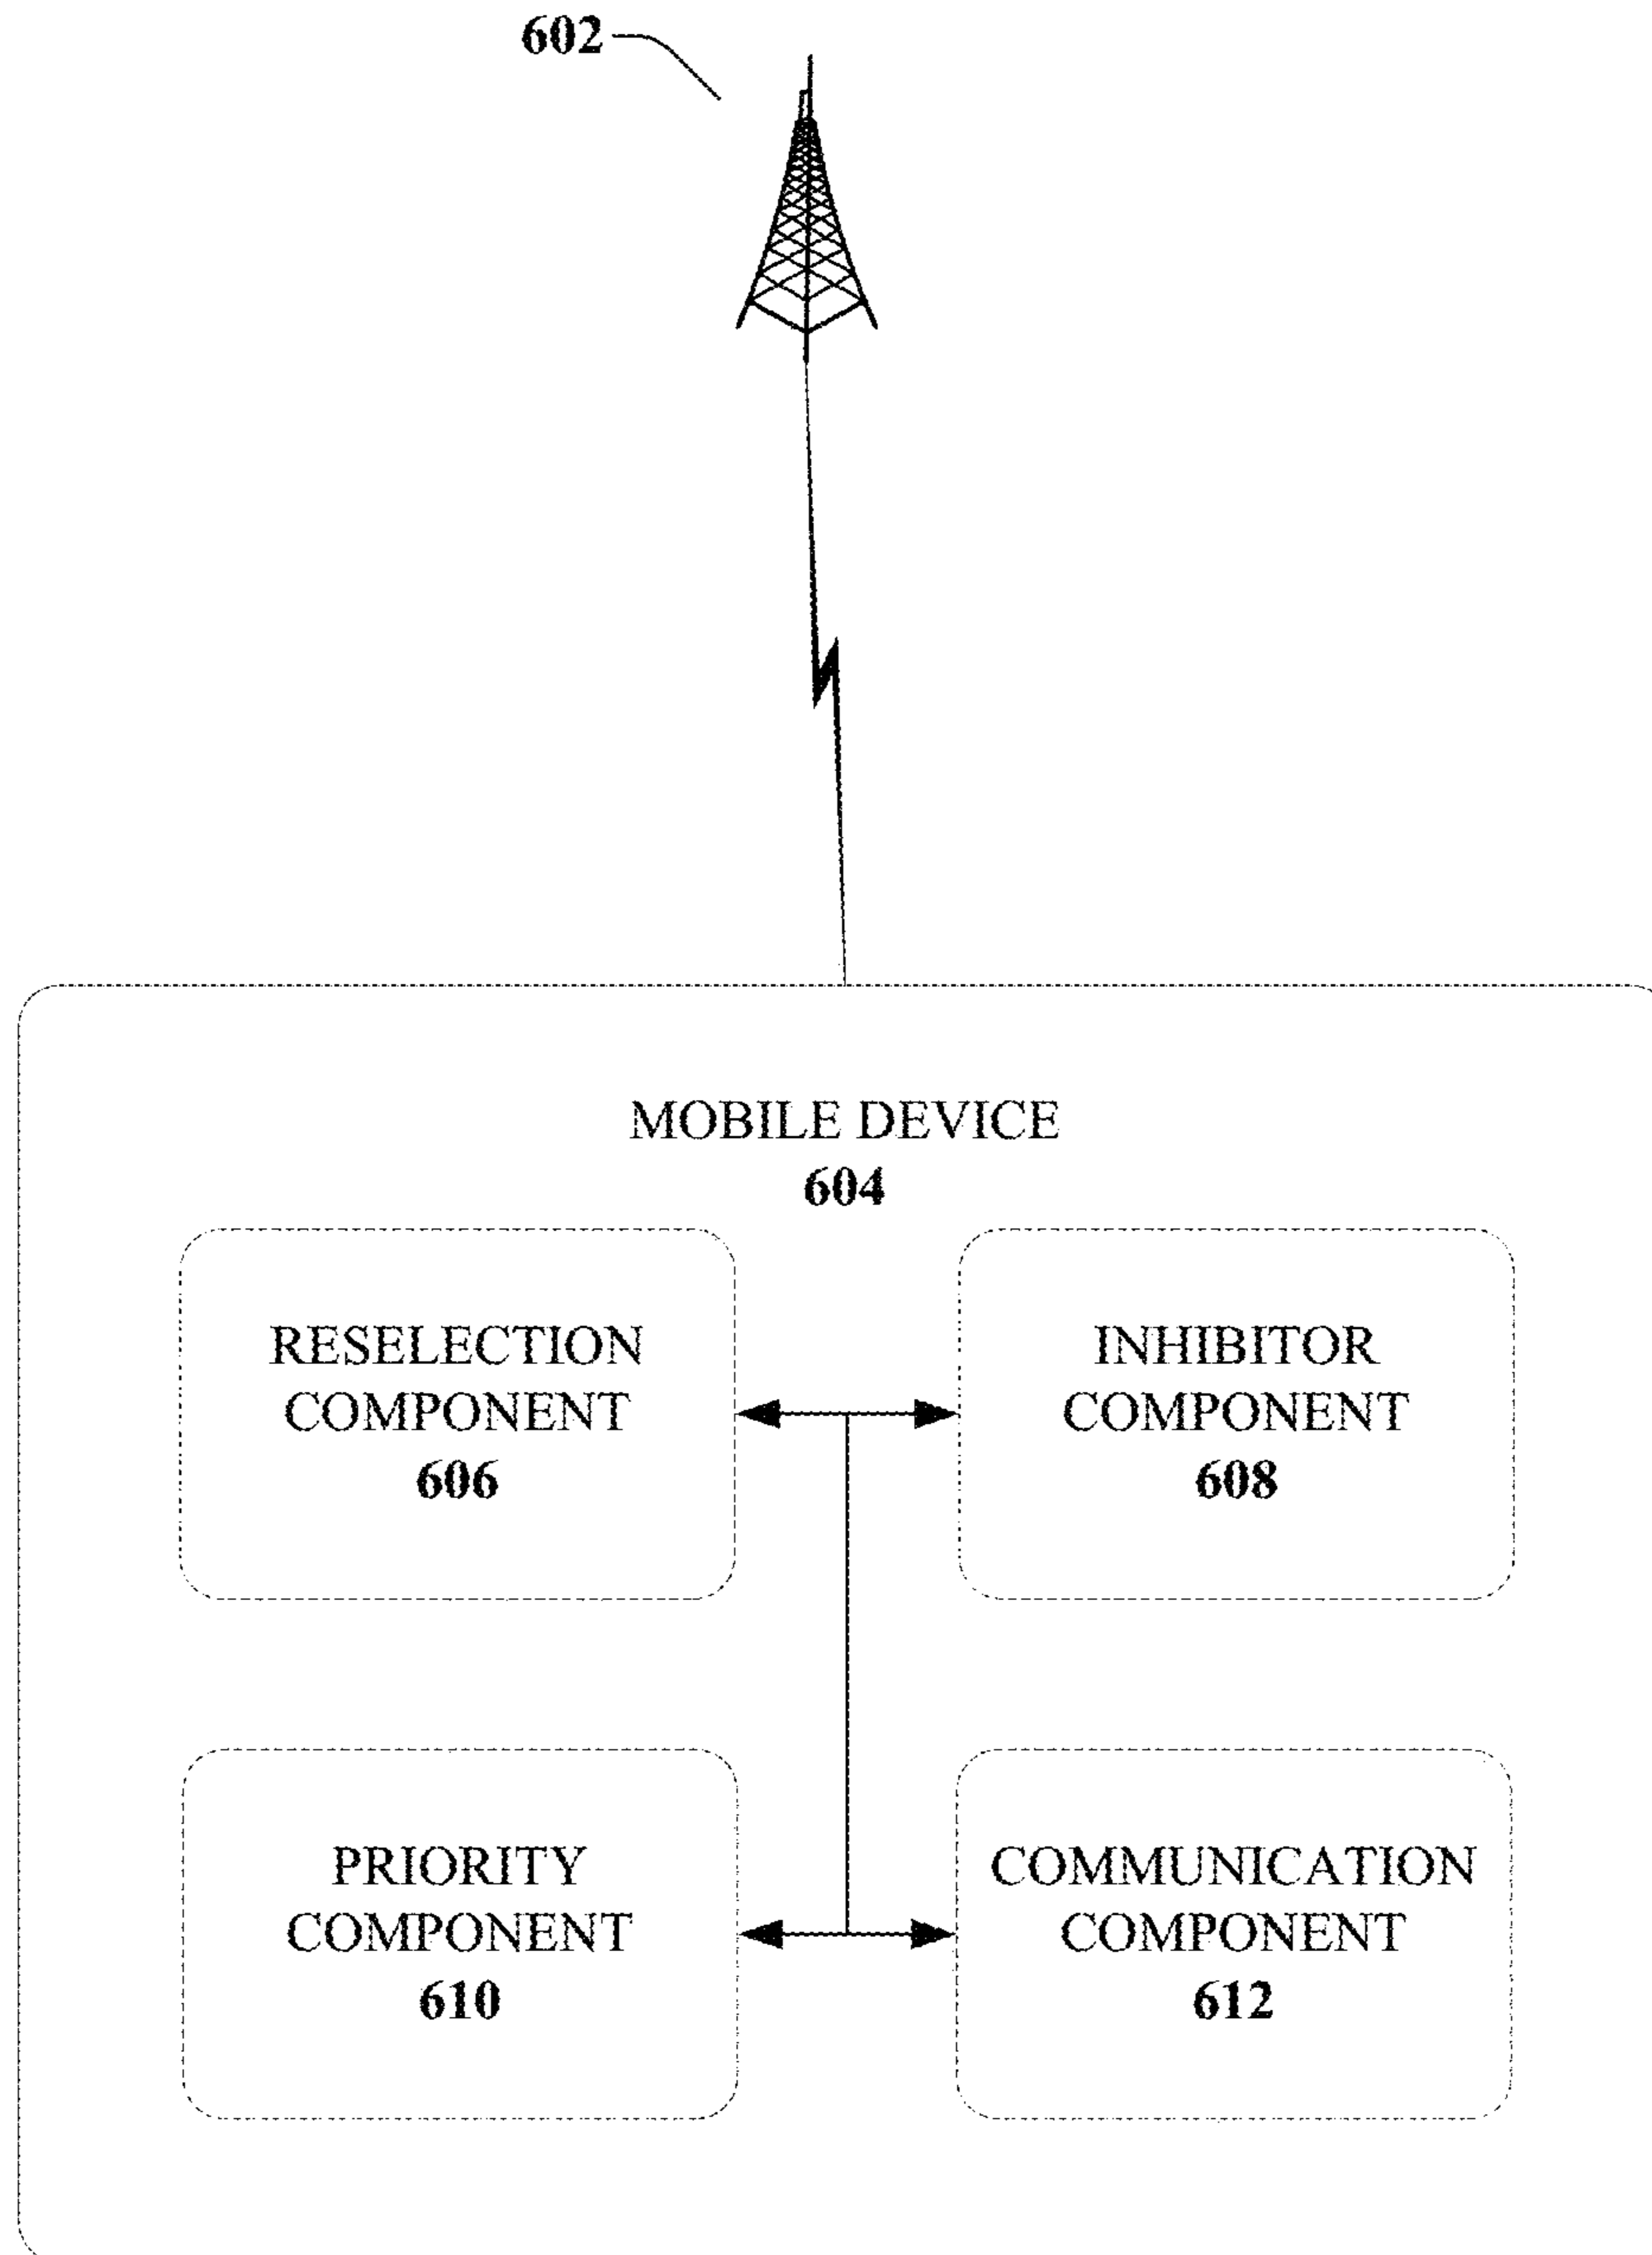 602
MOBILE DEVICE
604
RESELECTION
COMPONENT
606
INHIBITOR
COMPONENT
608
PRIORITY
COMPONENT
610
COMMUNICATION
COMPONENT
612